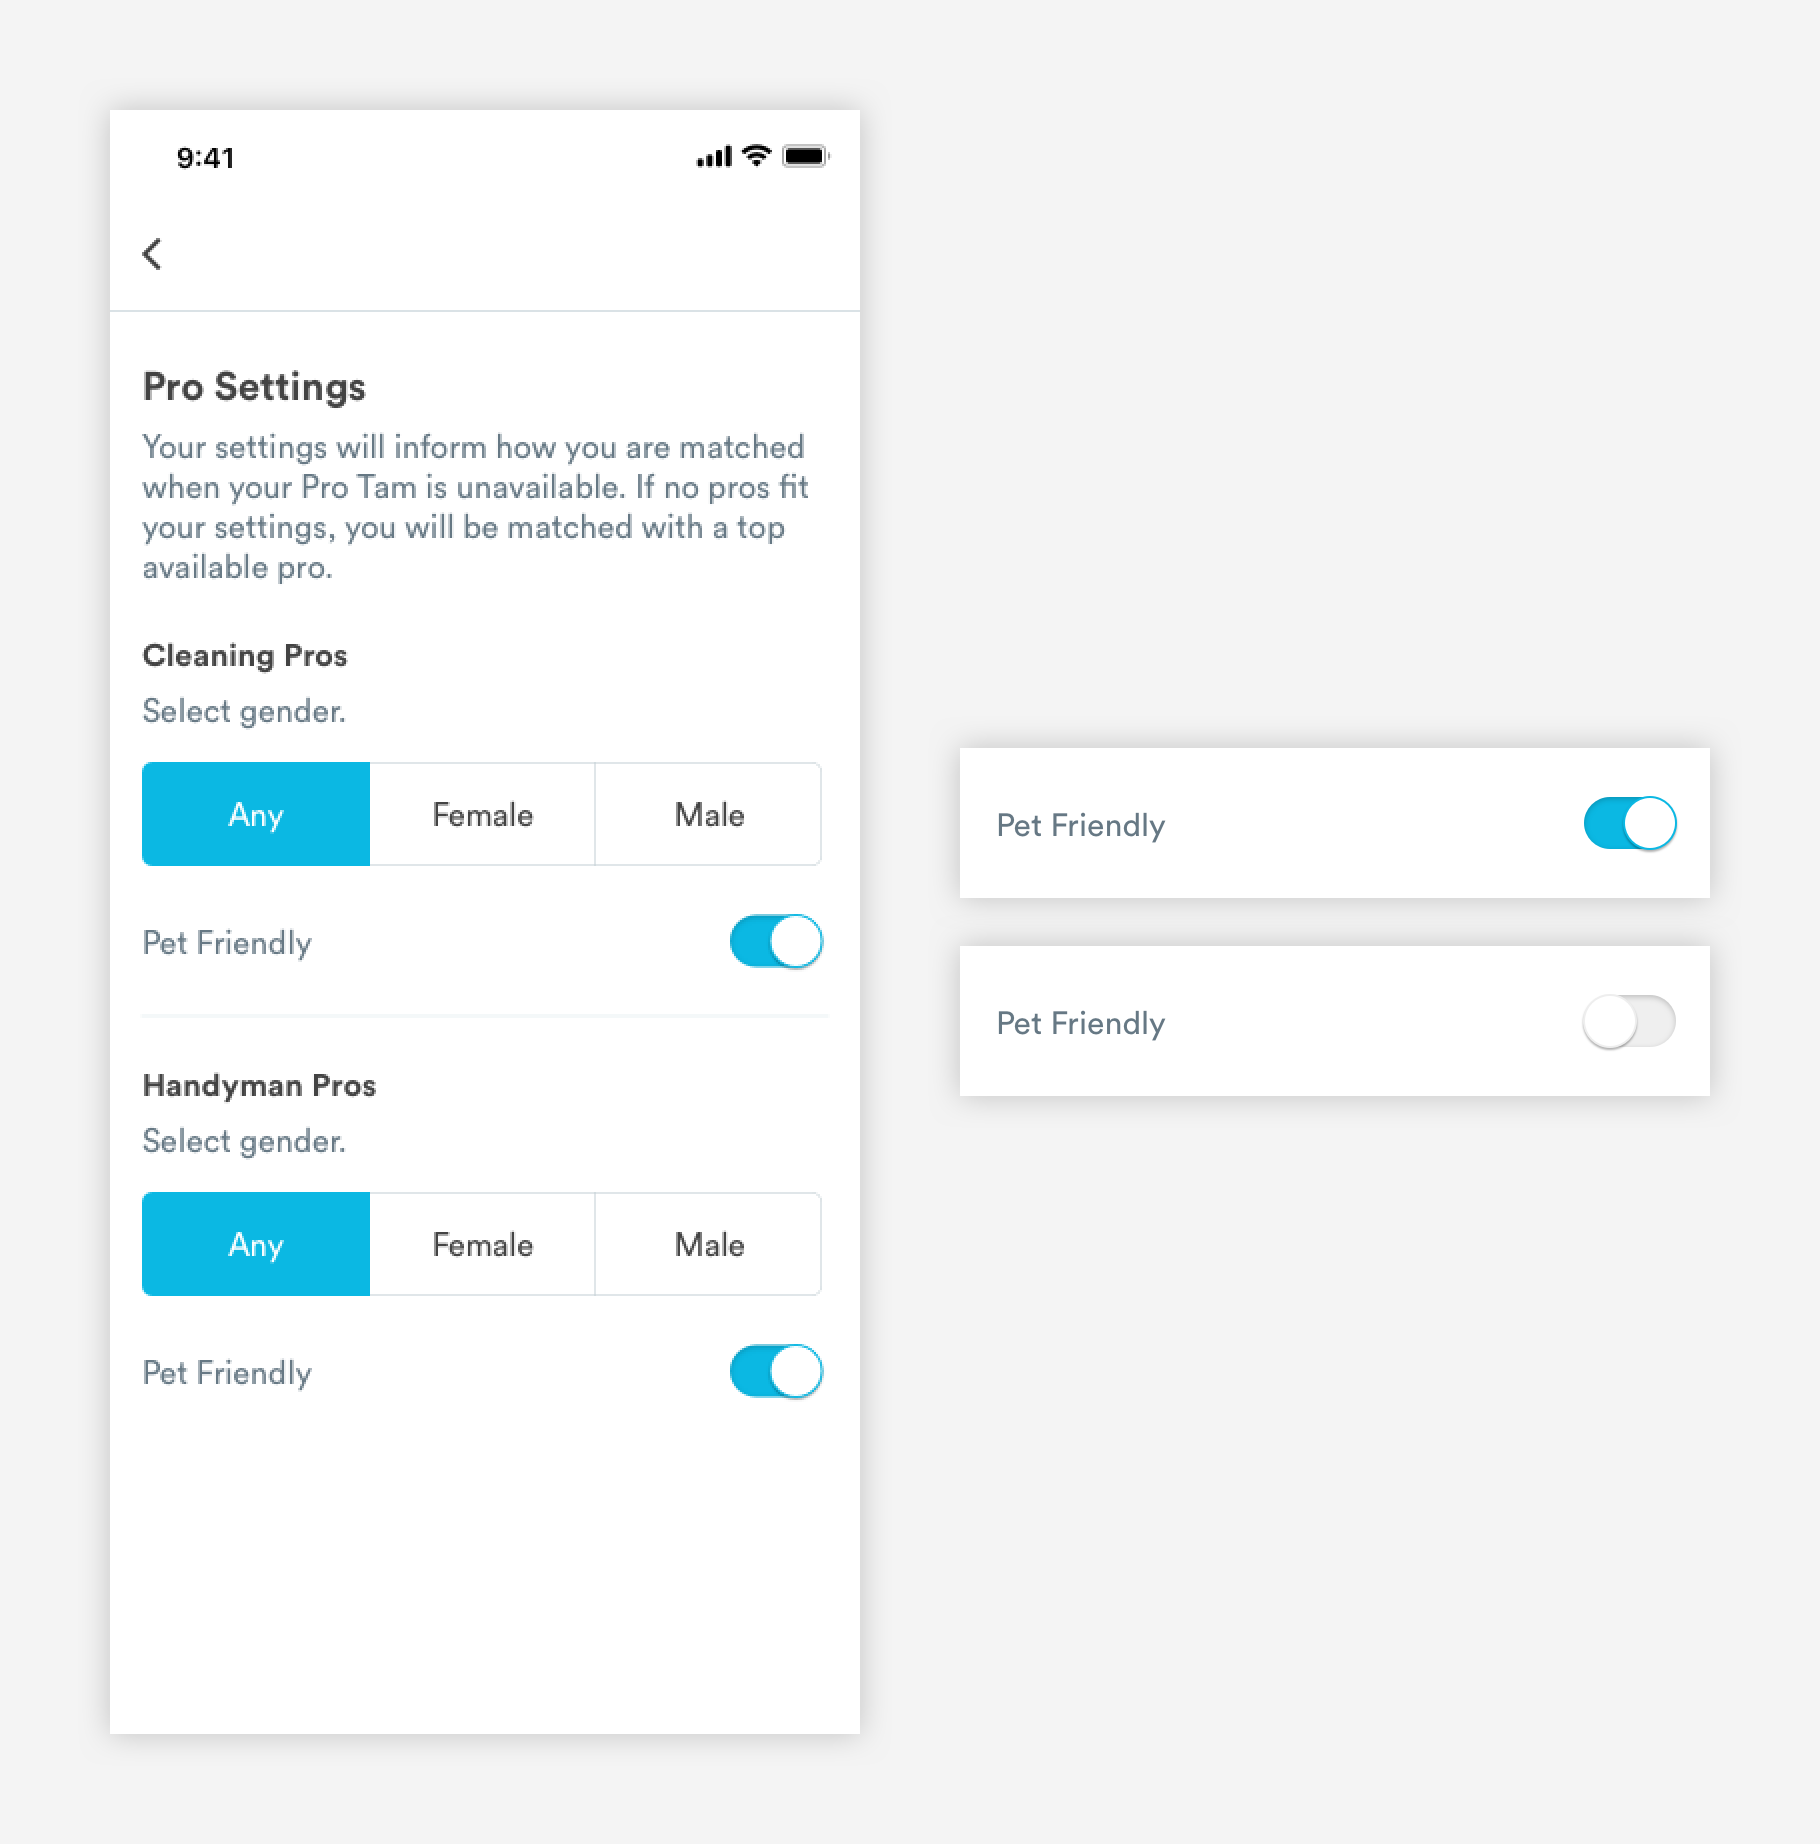 9:41
Pro Settings
Your settings will inform how you are matched
when your Pro Tam is unavailable. If no pros fit
your settings, you will be matched with a top
available pro.
Cleaning Pros
Select gender.
Any Female Male
Pet Friendly
Handyman Pros
Select gender.
Any Female Male
Pet Friendly
Pet Friendly
Pet Friendly